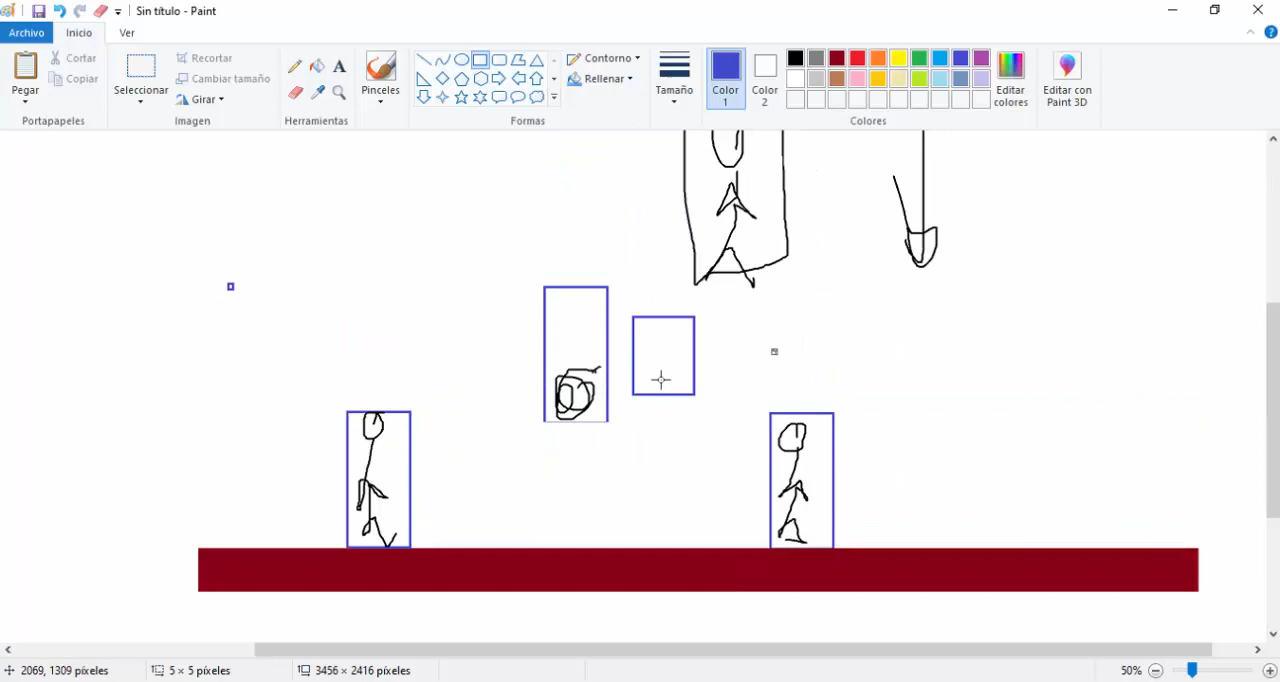 Sin título - Paint
Archivo
Inicio
Ver
Pegar
Cortar
Copiar
Portapapeles
Seleccionar
Recortar
Cambiar tamaño
Girar
Imagen
A
Herramientas
Pinceles
Contorno
Rellenar
Formas
Tamaño
Color 1
Color 2
Editar colores
Colores
Editar con Paint 3D
2069, 1309 píxeles
5 × 5 píxeles
3456 × 2416 píxeles
50%